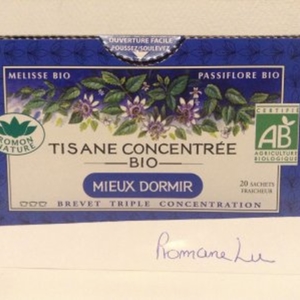 OUVERTURE FACILE
POUSSEZ/SOULEVEZ
MELISSE BIO
PASSIFLORE BIO
ROMON
NATURE
TISANE CONCENTRÉE
BIO
MIEUX DORMIR
20 SACHETS
FRAICHEUR
BREVET TRIPLE CONCENTRATION
CERTIFIÉ
AB
AGRICULTURE
BIOLOGIQUE
Romane Lu